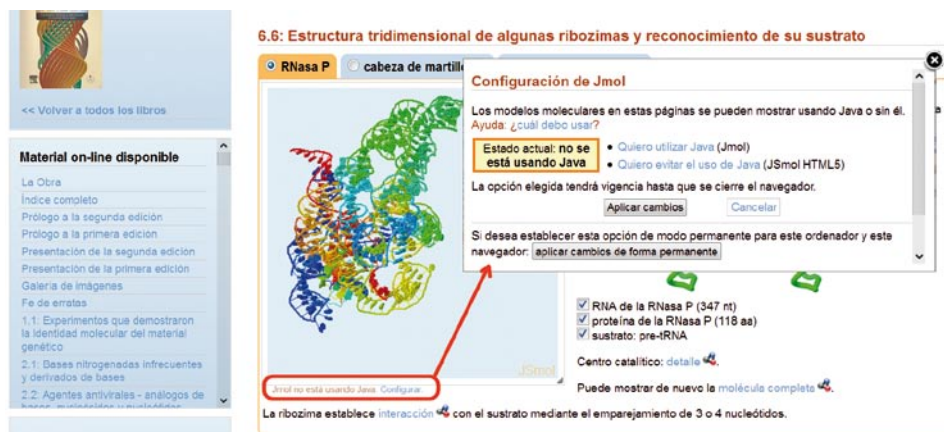 << Volver a todos los libros
Material on-line disponible
La Obra
Índice completo
Prólogo a la segunda edición
Prólogo a la primera edición
Presentación de la segunda edición
Presentación de la primera edición
Galería de imágenes
Fe de erratas
1.1: Experimentos que demostraron
la identidad molecular del material
genético
2.1: Bases nitrogenadas infrecuentes
y derivados de bases
2.2: Agentes antivirales - análogos de
bases, nucleósidos y nucleótidos
6.6: Estructura tridimensional de algunas ribozimas y reconocimiento de su sustrato
RNasa P
cabeza de martill
Configuración de Jmol
Los modelos moleculares en estas páginas se pueden mostrar usando Java o sin él.
Ayuda: ¿cuál debo usar?
Estado actual: no se
está usando Java
• Quiero utilizar Java (Jmol)
• Quiero evitar el uso de Java (JSmol HTML5)
La opción elegida tendrá vigencia hasta que se cierre el navegador.
Aplicar cambios
Cancelar
Si desea establecer esta opción de modo permanente para este ordenador y este
navegador: aplicar cambios de forma permanente
RNA de la RNasa P (347 nt)
proteína de la RNasa P (118 aa)
sustrato: pre-tRNA
Centro catalítico: detalle.
Puede mostrar de nuevo la molécula completa.
JSmol
Jmol no está usando Java. Configurar.
La ribozima establece interacción con el sustrato mediante el emparejamiento de 3 o 4 nucleótidos.